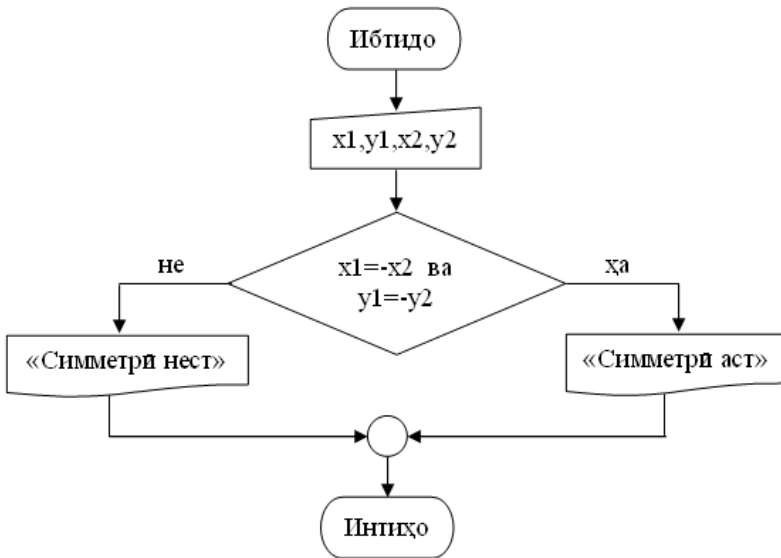 Ибтидо
x1,y1,x2,y2
не
x1=-x2 ва
y1=-y2
ҳа
«Симметрӣ нест»
«Симметрӣ аст»
Интиҳо